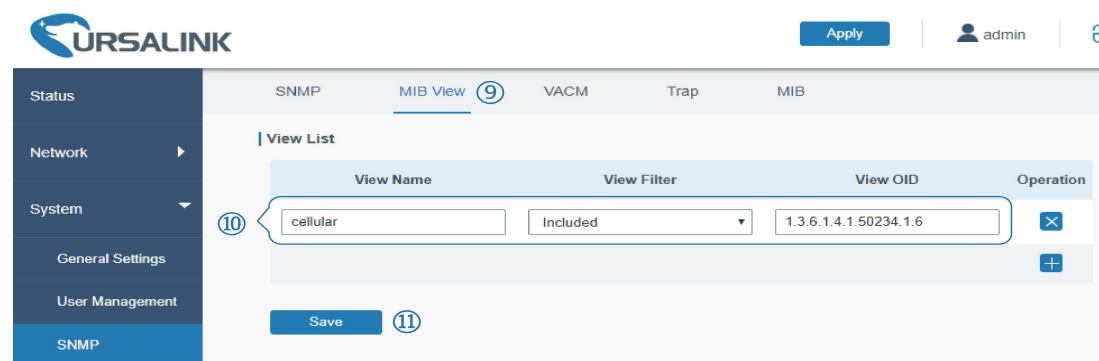 URSALINK
Apply
admin
Status
Network
System
General Settings
User Management
SNMP
SNMP MIB View ⑨ VACM Trap MIB
View List
View Name View Filter View OID Operation
⑩ cellular Included 1.3.6.1.4.1.50234.1.6
Save ⑪